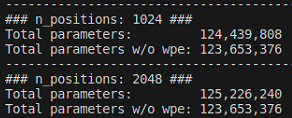 ----------------------------------------
### n_positions: 1024 ###
Total parameters: 124,439,808
Total parameters w/o wpe: 123,653,376
----------------------------------------
### n_positions: 2048 ###
Total parameters: 125,226,240
Total parameters w/o wpe: 123,653,376